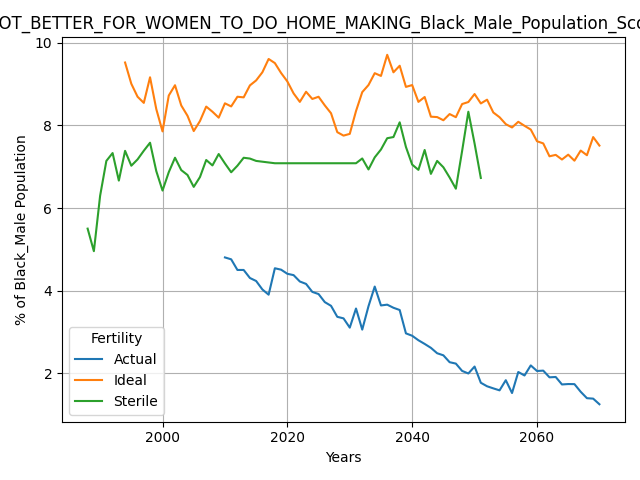 OT_BETTER_FOR_WOMEN_TO_DO_HOME_MAKING_Black_Male_Population_Sco
10
8
6
4
2
% of Black_Male Population
Fertility
Actual
Ideal
Sterile
2000 2020 2040 2060
Years